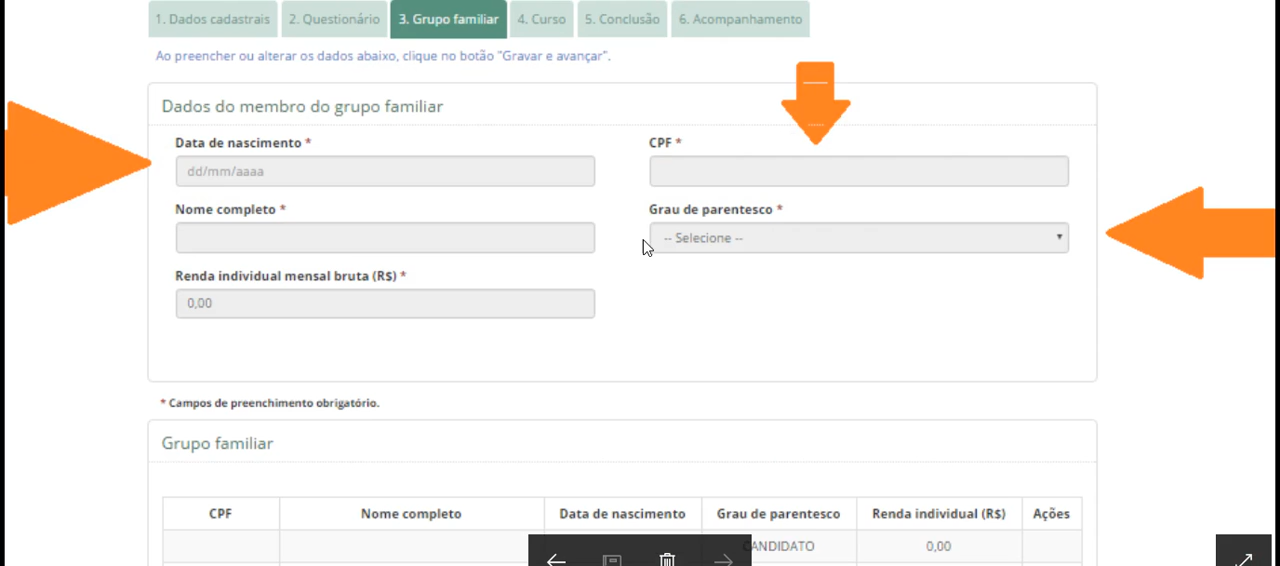 1. Dados cadastrais 2. Questionário 3. Grupo familiar 4. Curso 5. Conclusão 6. Acompanhamento
Ao preencher ou alterar os dados abaixo, clique no botão "Gravar e avançar".
Dados do membro do grupo familiar
Data de nascimento * CPF *
dd/mm/aaaa
Nome completo * Grau de parentesco *
-- Selecione --
Renda individual mensal bruta (R$) *
0,00
* Campos de preenchimento obrigatório.
Grupo familiar
CPF Nome completo Data de nascimento Grau de parentesco Renda individual (R$) Ações
CANDIDATO 0,00